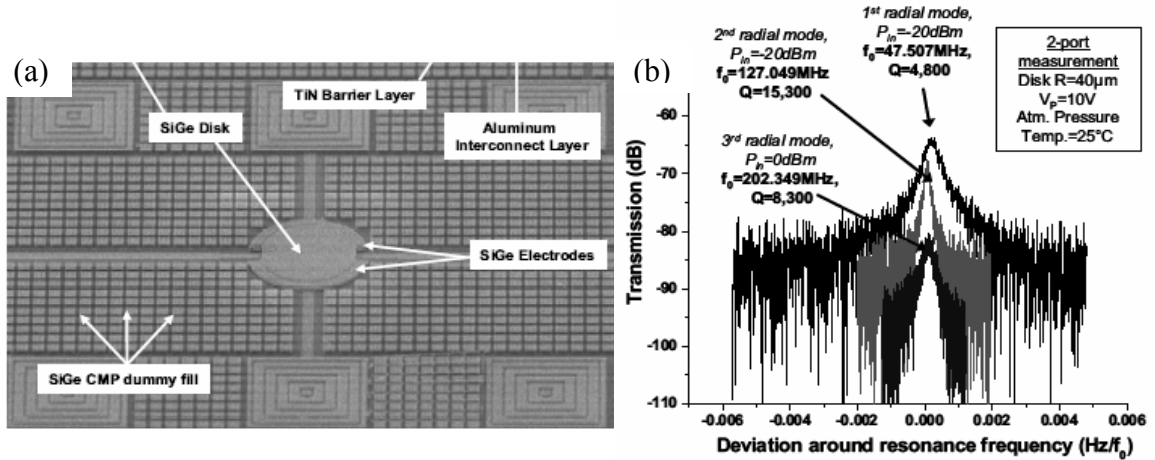 (a)
TiN Barrier Layer
SiGe Disk
Aluminum
Interconnect Layer
SiGe Electrodes
SiGe CMP dummy fill
(b)
1st radial mode,
PIn=-20dBm
f0=47.507MHz,
Q=4,800
2nd radial mode,
PIn=-20dBm
f0=127.049MHz
Q=15,300
3rd radial mode,
PIn=0dBm
f0=202.349MHz,
Q=8,300
2-port
measurement
Disk R=40µm
VP=10V
Atm. Pressure
Temp.=25°C
Transmission (dB)
-60
-70
-80
-90
-100
-110
-0.006 -0.004 -0.002 0.000 0.002 0.004 0.006
Deviation around resonance frequency (Hz/f0)